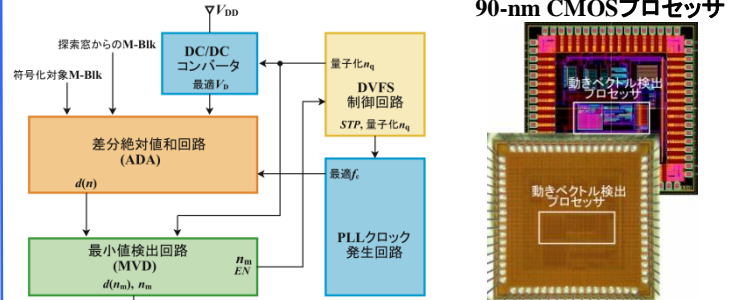 90-nm CMOSプロセッサ
VDD
探索窓からのM-Blk
符号化対象M-Blk
DC/DC
コンバータ
最適VD
量子化nq
DVFS
制御回路
STP, 量子化nq
差分絶対値和回路
(ADA)
d(n)
最適fc
PLLクロック
発生回路
最小値検出回路
(MVD)
nm
EN
d(nm), nm
動きベクトル検出
プロセッサ
動きベクトル検出
プロセッサ